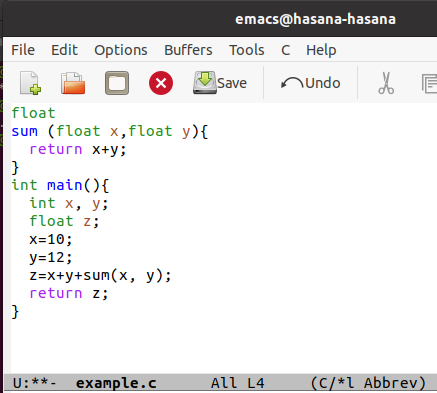 emacs@hasana-hasana
File Edit Options Buffers Tools C Help
Save Undo
float
sum (float x,float y){
  return x+y;
}
int main(){
  int x, y;
  float z;
  x=10;
  y=12;
  z=x+y+sum(x, y);
  return z;
}
U:**-  example.c      All L4     (C/*l Abbrev)